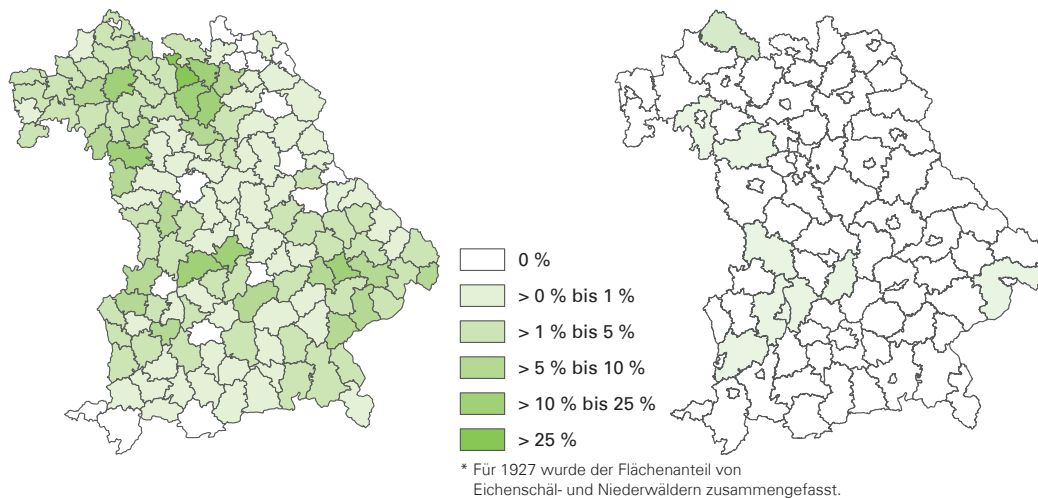 0 %
> 0 % bis 1 %
> 1 % bis 5 %
> 5 % bis 10 %
> 10 % bis 25 %
> 25 %
* Für 1927 wurde der Flächenanteil von
Eichenschäl- und Niederwäldern zusammengefasst.